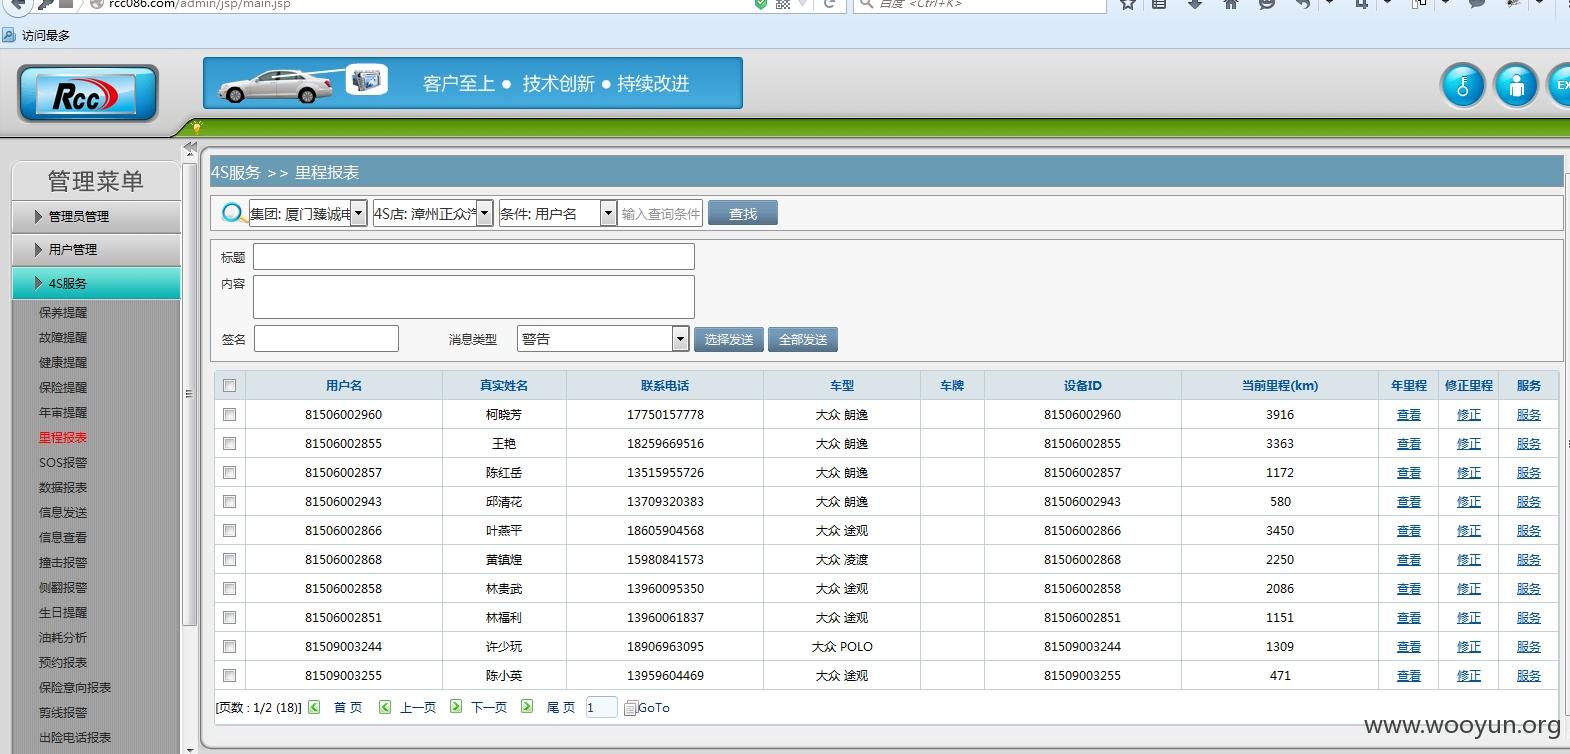 rcc086.com/admin/jsp/main.jsp
百度 <Ctrl+K>
访问最多
Rcc
客户至上 ● 技术创新 ● 持续改进
管理菜单
管理员管理
用户管理
4S服务
保养提醒
故障提醒
健康提醒
保险提醒
年审提醒
里程报表
SOS报警
数据报表
信息发送
信息查看
撞击报警
侧翻报警
生日提醒
油耗分析
预约报表
保险意向报表
剪线报警
出险电话报表
4S服务 >> 里程报表
集团: 厦门臻诚电 4S店: 漳州正众汽 条件: 用户名 输入查询条件 查找
标题
内容
签名 消息类型 警告 选择发送 全部发送
用户名 真实姓名 联系电话 车型 车牌 设备ID 当前里程(km) 年里程 修正里程 服务
81506002960 柯晓芳 17750157778 大众 朗逸 81506002960 3916 查看 修正 服务
81506002855 王艳 18259669516 大众 朗逸 81506002855 3363 查看 修正 服务
81506002857 陈红岳 13515955726 大众 朗逸 81506002857 1172 查看 修正 服务
81506002943 邱清花 13709320383 大众 朗逸 81506002943 580 查看 修正 服务
81506002866 叶燕平 18605904568 大众 途观 81506002866 3450 查看 修正 服务
81506002868 黄镇煌 15980841573 大众 凌渡 81506002868 2250 查看 修正 服务
81506002858 林贵武 13960095350 大众 途观 81506002858 2086 查看 修正 服务
81506002851 林福利 13960061837 大众 途观 81506002851 1151 查看 修正 服务
81509003244 许少玩 18906963095 大众 POLO 81509003244 1309 查看 修正 服务
81509003255 陈小英 13959604469 大众 途观 81509003255 471 查看 修正 服务
[页数 : 1/2 (18)] 首 页 上一页 下一页 尾 页 1 GoTo
www.wooyun.org